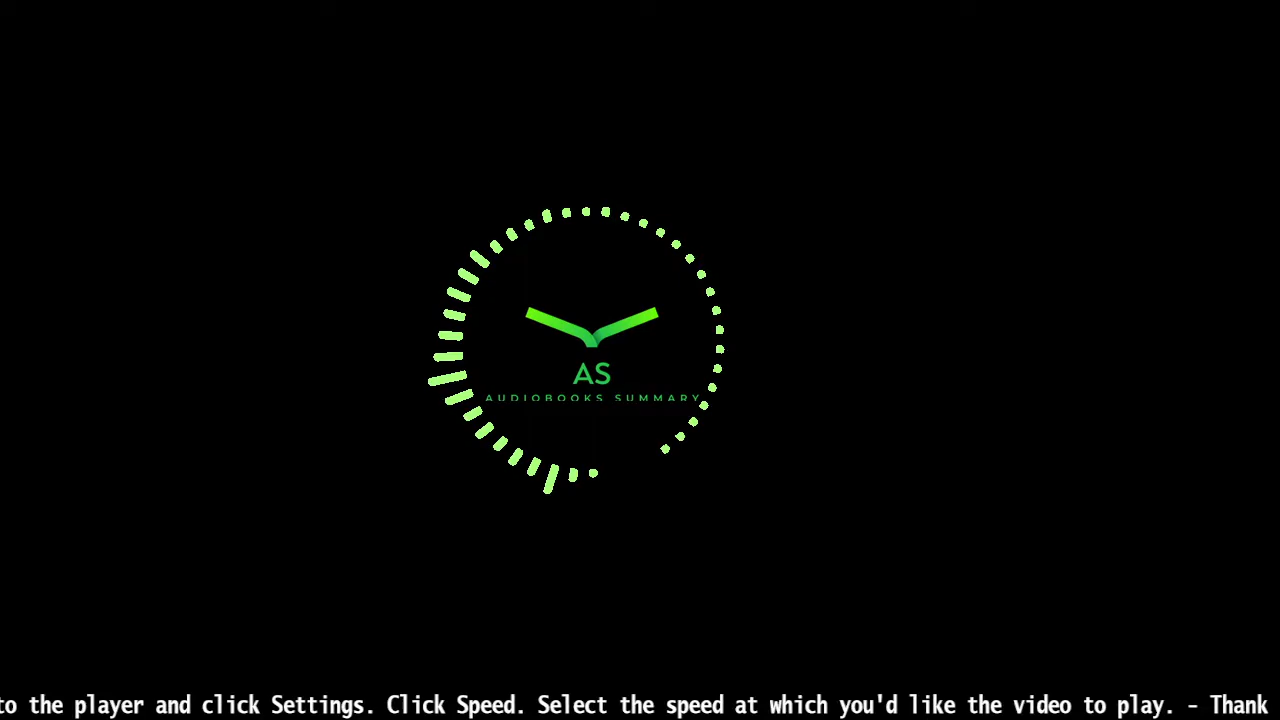 AS
AUDIOBOOKS SUMMARY
to the player and click Settings. Click Speed. Select the speed at which you'd like the video to play. - Thank